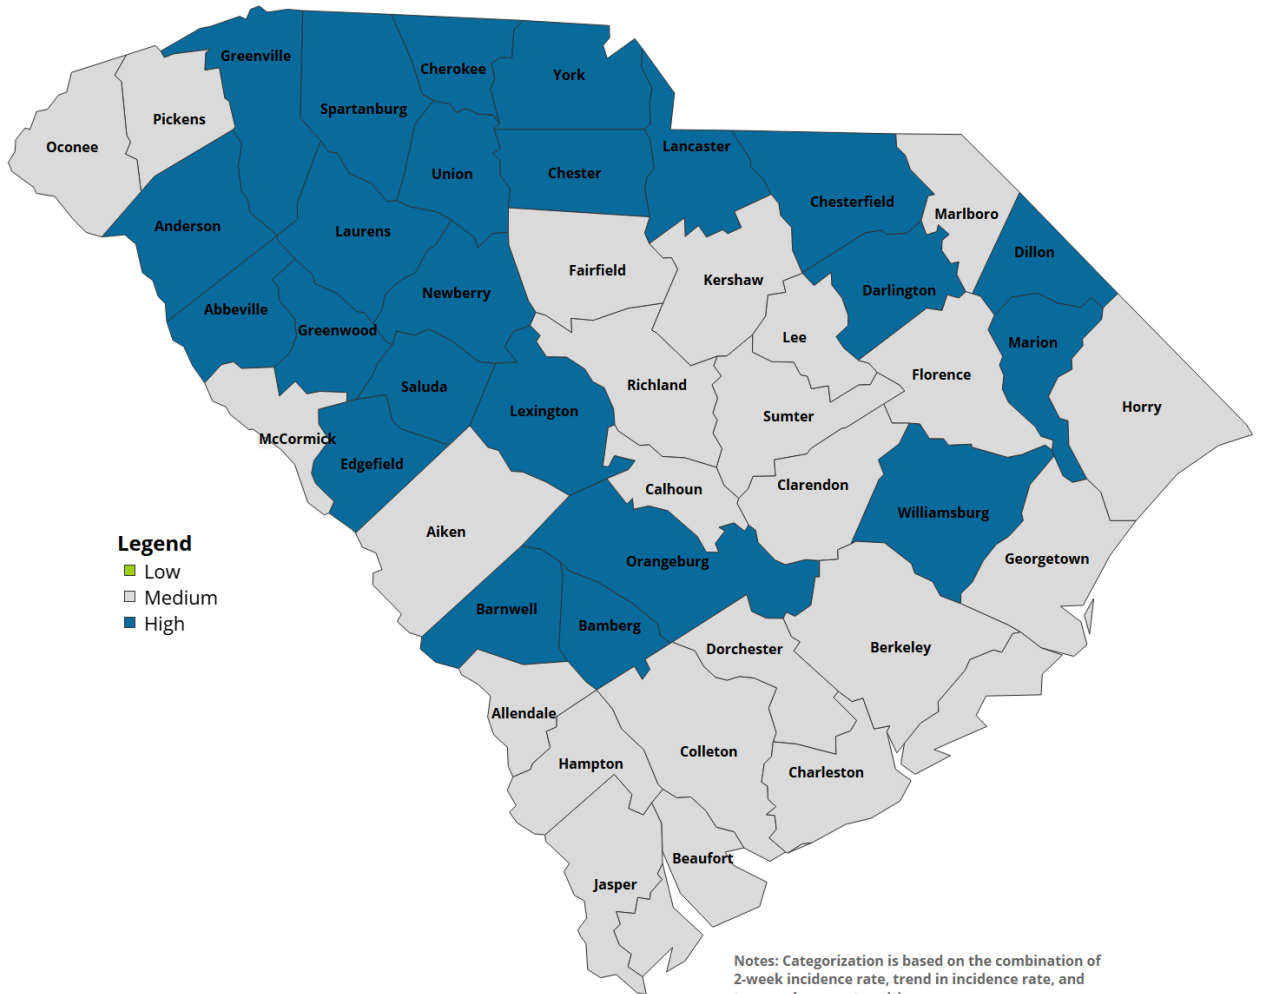 Greenville
Cherokee
York
Spartanburg
Pickens
Oconee
Lancaster
Union
Chester
Chesterfield
Marlboro
Anderson
Laurens
Dillon
Fairfield
Kershaw
Darlington
Newberry
Abbeville
Greenwood
Lee
Marion
Florence
Richland
Saluda
Horry
Lexington
Sumter
McCormick
Edgefield
Calhoun
Clarendon
Williamsburg
Aiken
Orangeburg
Georgetown
Legend
Low
Medium
High
Barnwell
Bamberg
Dorchester
Berkeley
Allendale
Colleton
Hampton
Charleston
Beaufort
Jasper
Notes: Categorization is based on the combination of
2-week incidence rate, trend in incidence rate, and